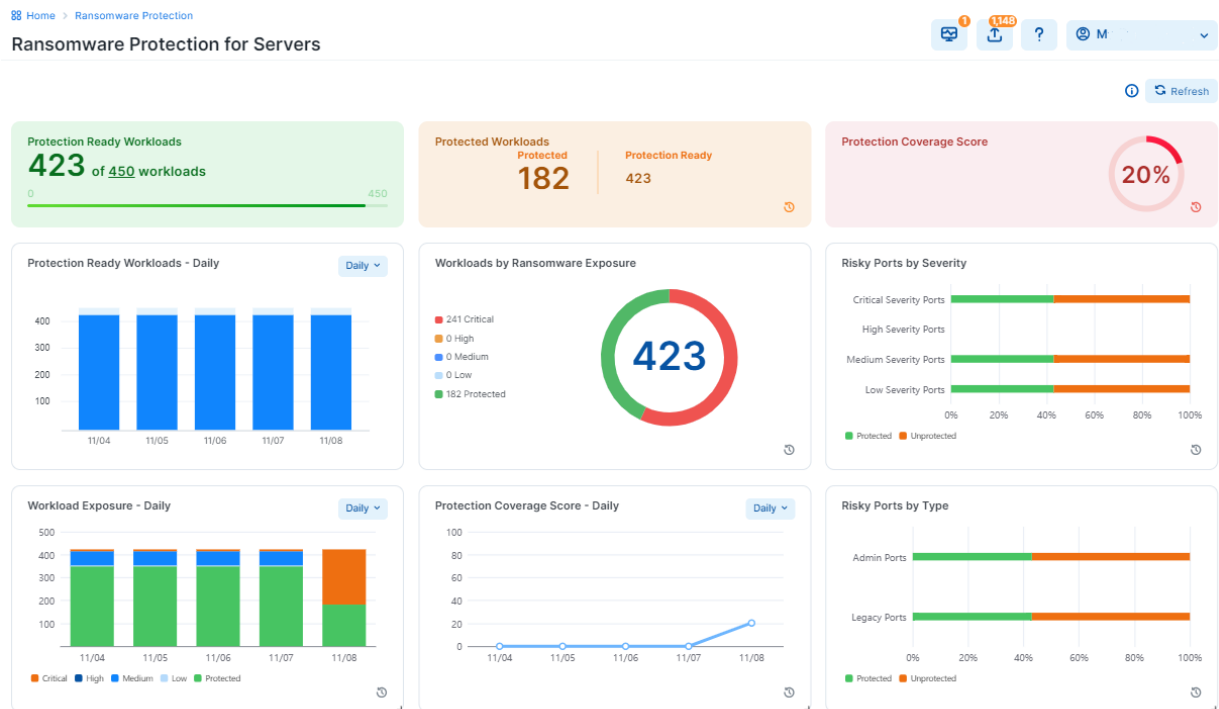 Home > Ransomware Protection
Ransomware Protection for Servers
1
1,148
?
M
Refresh
Protection Ready Workloads
423 of 450 workloads
0 450
Protected Workloads
Protected
182
Protection Ready
423
Protection Coverage Score
20%
Protection Ready Workloads - Daily
Daily
400
300
200
100
11/04 11/05 11/06 11/07 11/08
Workloads by Ransomware Exposure
241 Critical
0 High
0 Medium
0 Low
182 Protected
423
Risky Ports by Severity
Critical Severity Ports
High Severity Ports
Medium Severity Ports
Low Severity Ports
0% 20% 40% 60% 80% 100%
Protected Unprotected
Workload Exposure - Daily
Daily
500
400
300
200
100
11/04 11/05 11/06 11/07 11/08
Critical High Medium Low Protected
Protection Coverage Score - Daily
Daily
100
80
60
40
20
0
11/04 11/05 11/06 11/07 11/08
Risky Ports by Type
Admin Ports
Legacy Ports
0% 20% 40% 60% 80% 100%
Protected Unprotected